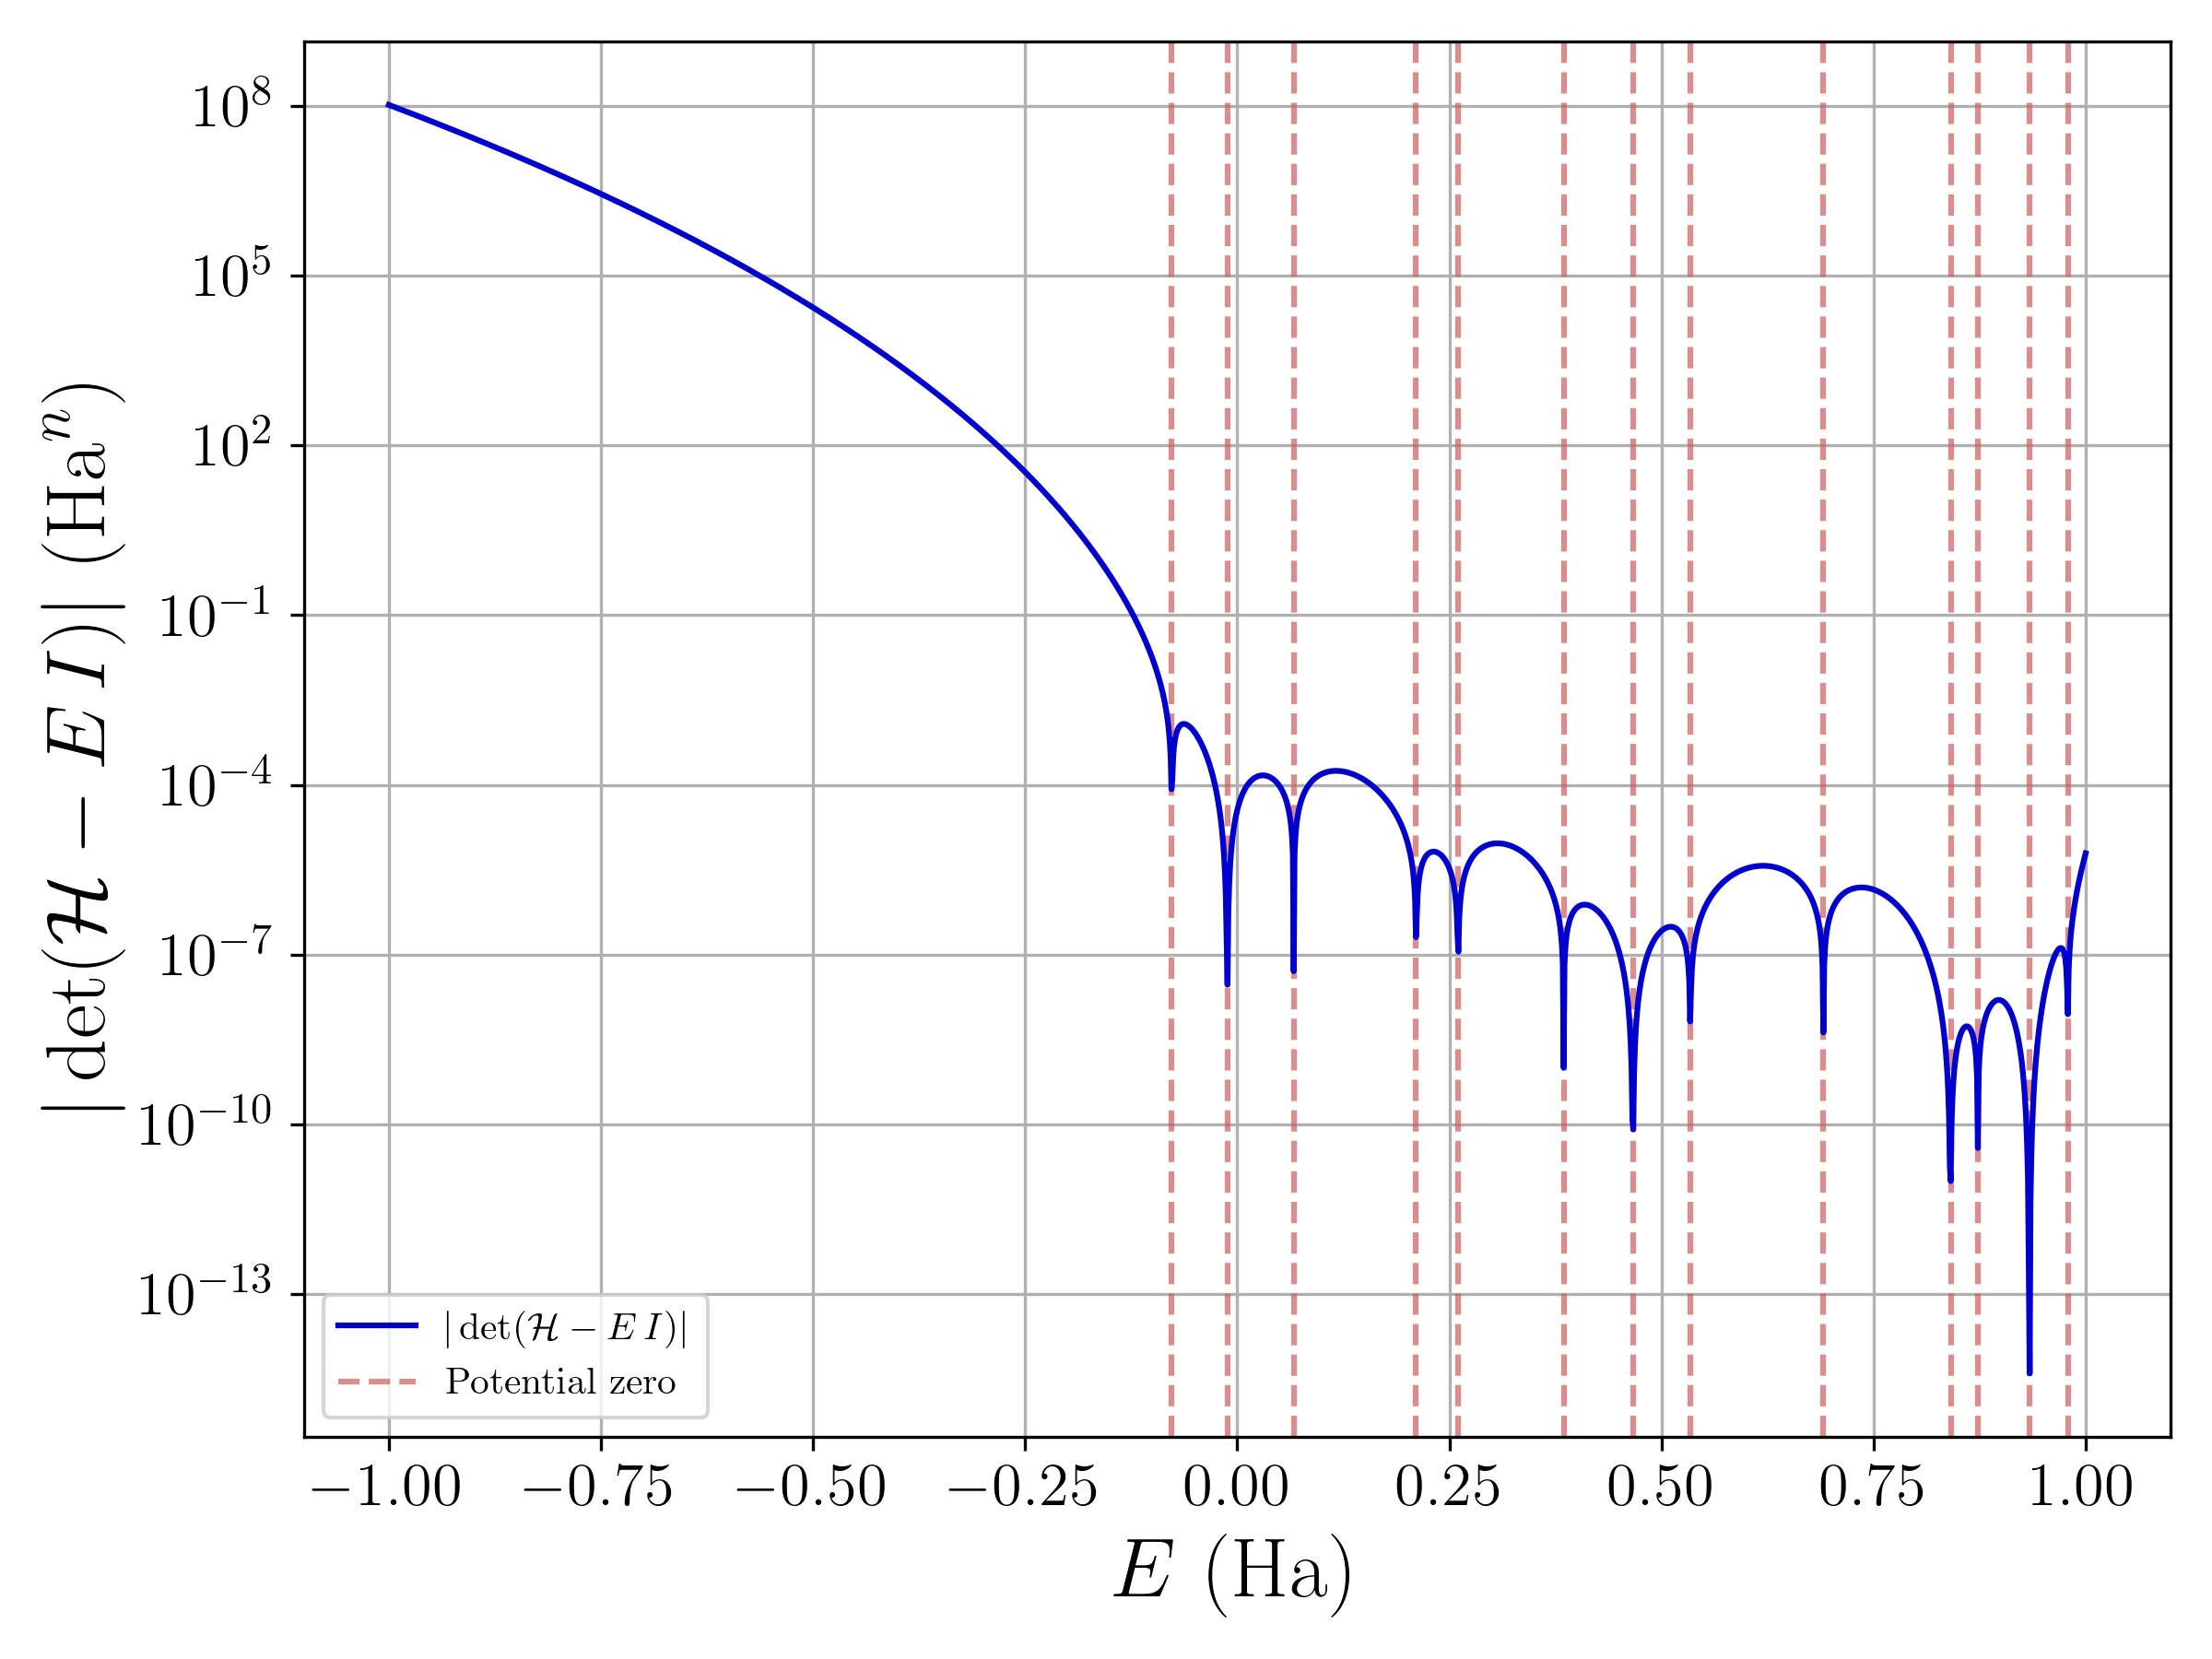 10^8
10^5
10^2
10^−1
10^−4
10^−7
10^−10
10^−13
| det(𝓗 − E I)| (Ha^n)
| det(𝓗 − E I)|
Potential zero
−1.00 −0.75 −0.50 −0.25 0.00 0.25 0.50 0.75 1.00
E (Ha)